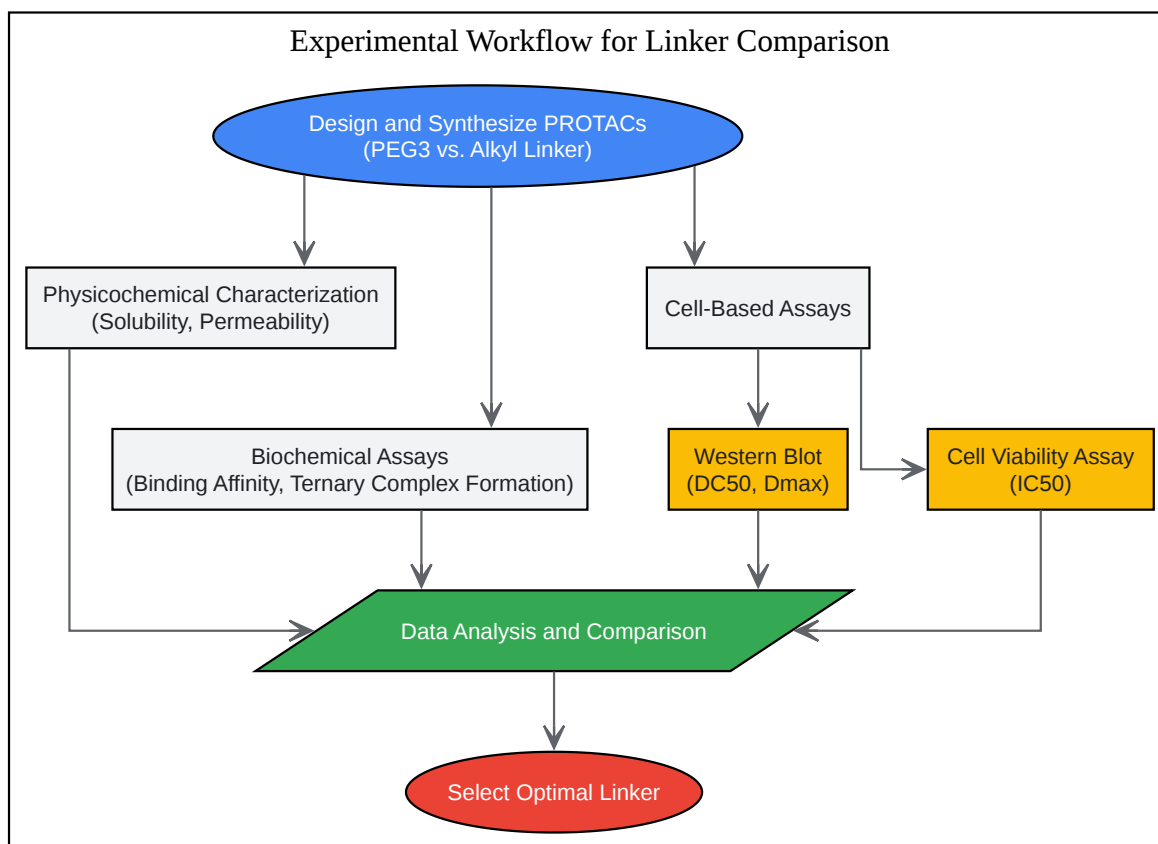 Experimental Workflow for Linker Comparison
Design and Synthesize PROTACs
(PEG3 vs. Alkyl Linker)
Physicochemical Characterization
(Solubility, Permeability)
Cell-Based Assays
Biochemical Assays
(Binding Affinity, Ternary Complex Formation)
Western Blot
(DC50, Dmax)
Cell Viability Assay
(IC50)
Data Analysis and Comparison
Select Optimal Linker